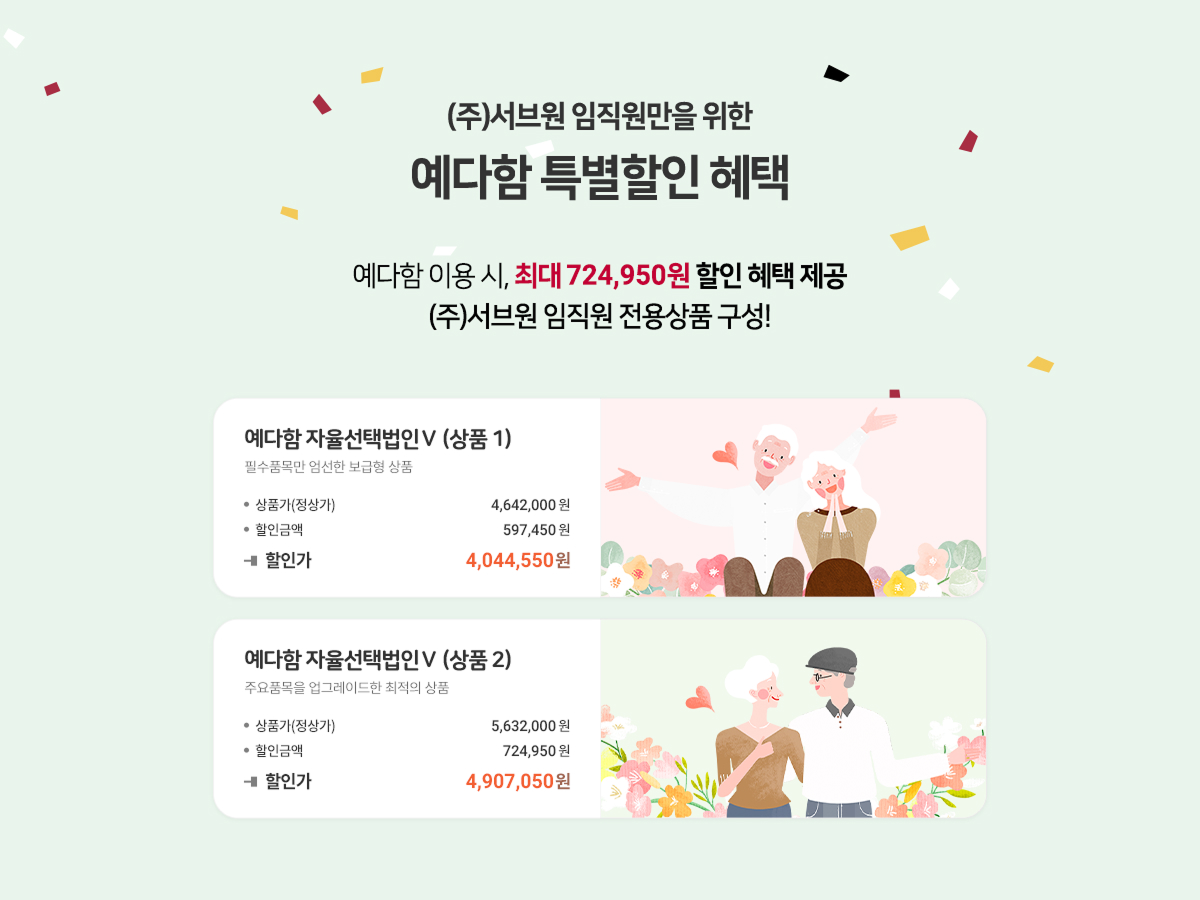 (주)서브원 임직원만을 위한
예다함 특별할인 혜택
예다함 이용 시, 최대 724,950원 할인 혜택 제공
(주)서브원 임직원 전용상품 구성!
예다함 자율선택법인Ⅴ (상품 1)
필수품목만 엄선한 보급형 상품
상품가(정상가) 4,642,000 원
할인금액 597,450 원
할인가 4,044,550원
예다함 자율선택법인Ⅴ (상품 2)
주요품목을 업그레이드한 최적의 상품
상품가(정상가) 5,632,000 원
할인금액 724,950 원
할인가 4,907,050원